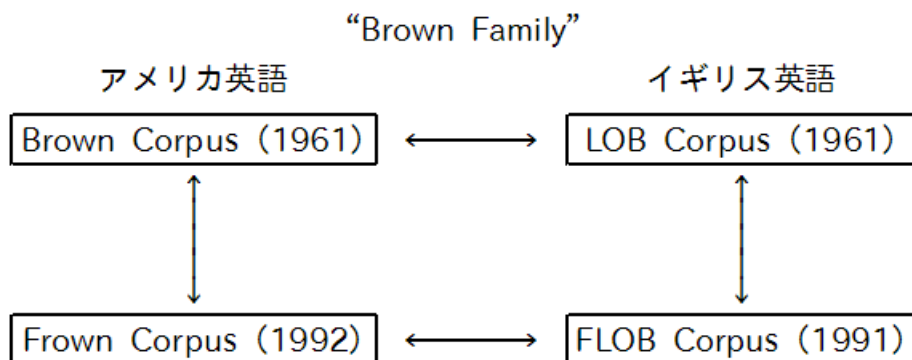 “Brown Family”
アメリカ英語 イギリス英語
Brown Corpus (1961) LOB Corpus (1961)
Frown Corpus (1992) FLOB Corpus (1991)